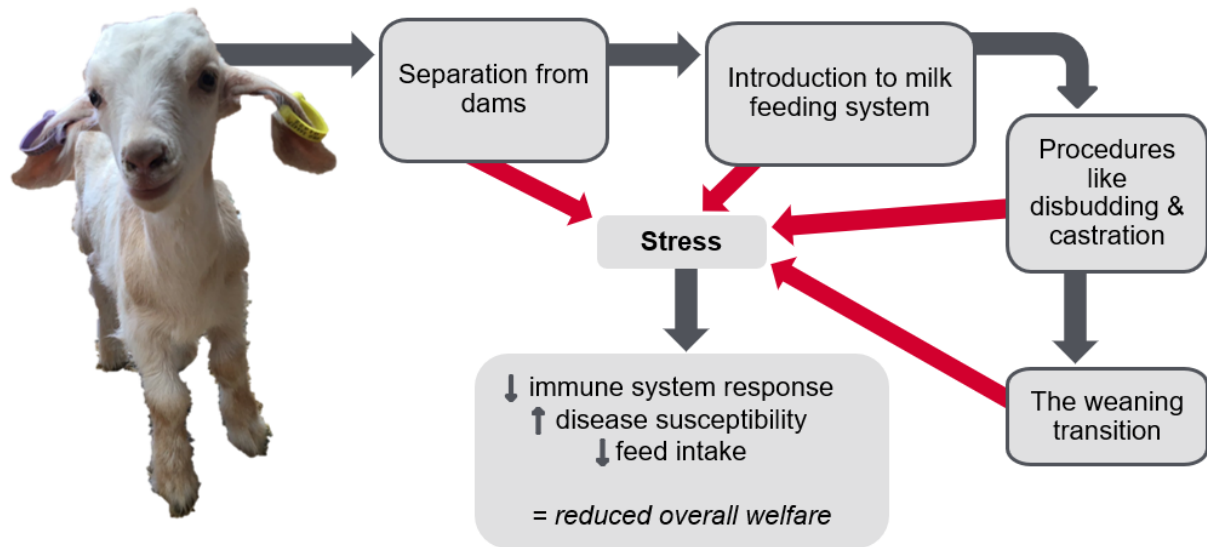 Separation from
dams
Introduction to milk
feeding system
Procedures
like
disbudding &
castration
Stress
The weaning
transition
↓ immune system response
↑ disease susceptibility
↓ feed intake
= reduced overall welfare